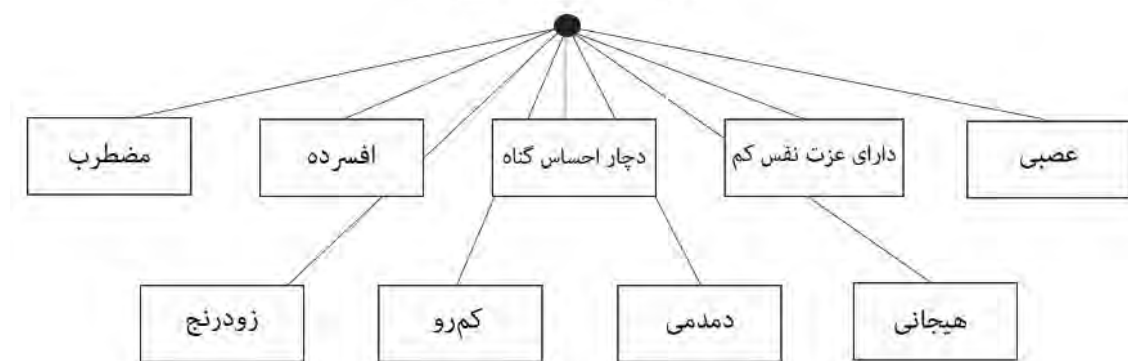 عصبی
دارای عزت نفس کم
دچار احساس گناه
افسرده
مضطرب
هیجانی
دمدمی
کم‌رو
زودرنج